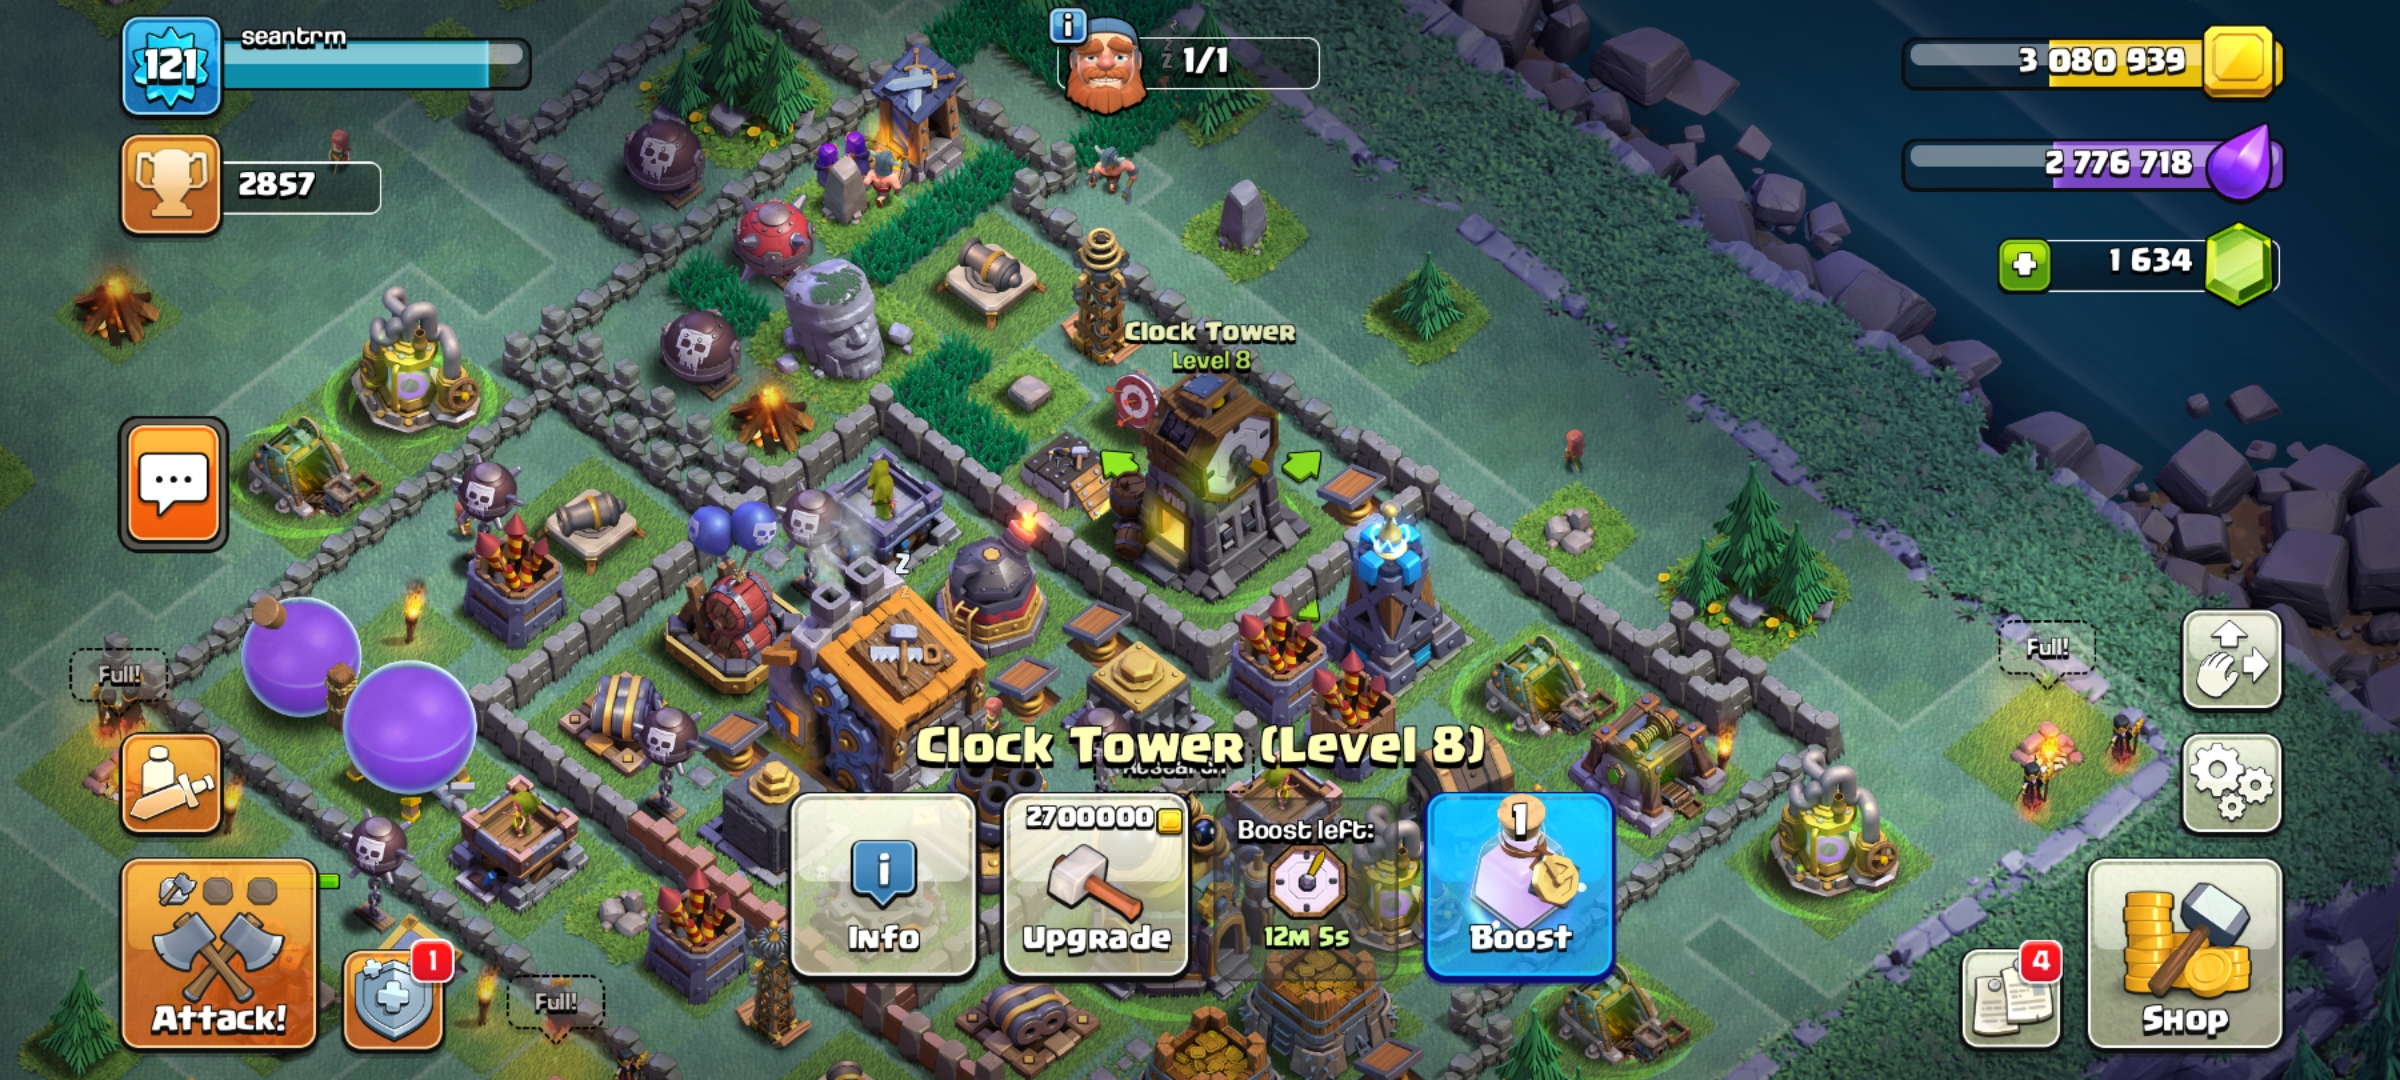 121
seantrm
1/1
3 080 939
2857
2 776 718
1 634
Clock Tower
Level 8
z
Full!
Full!
Clock Tower (Level 8)
Research
2700000
Boost left:
1
Info
Upgrade
12M 5s
Boost
1
Attack!
Full!
4
Shop